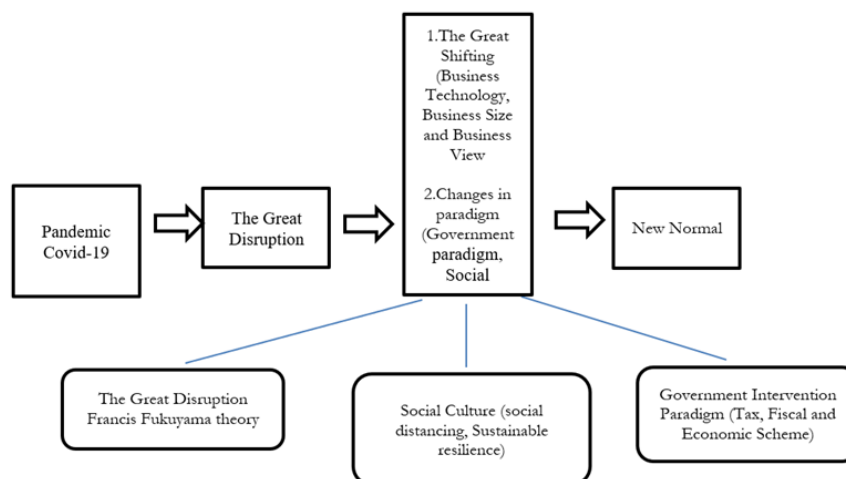 Pandemic
Covid-19
The Great
Disruption
1.The Great
Shifting
(Business
Technology,
Business Size
and Business
View
2.Changes in
paradigm
(Government
paradigm,
Social
New Normal
The Great Disruption
Francis Fukuyama theory
Social Culture (social
distancing, Sustainable
resilience)
Government Intervention
Paradigm (Tax, Fiscal and
Economic Scheme)